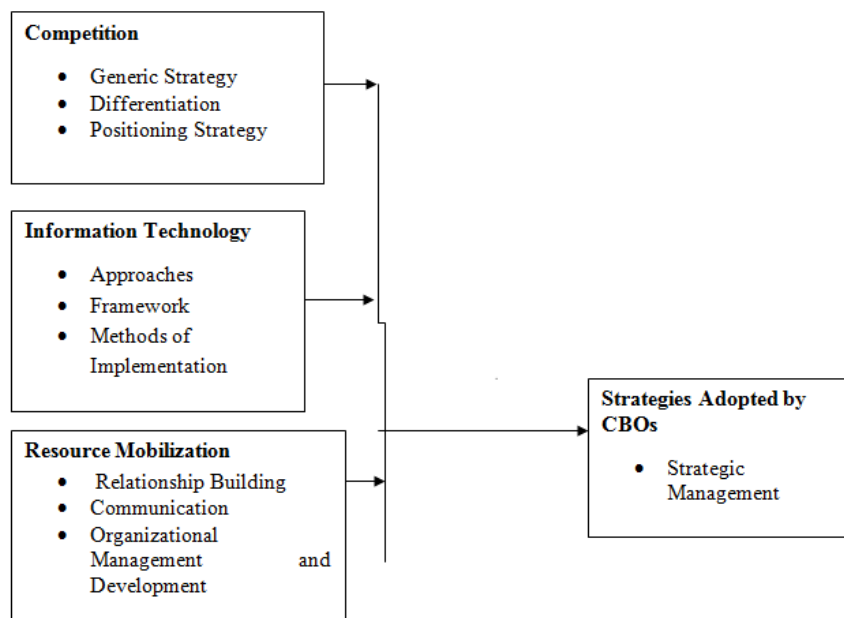 Competition
• Generic Strategy
• Differentiation
• Positioning Strategy
Information Technology
• Approaches
• Framework
• Methods of
Implementation
Resource Mobilization
• Relationship Building
• Communication
• Organizational
Management and
Development
Strategies Adopted by
CBOs
• Strategic
Management